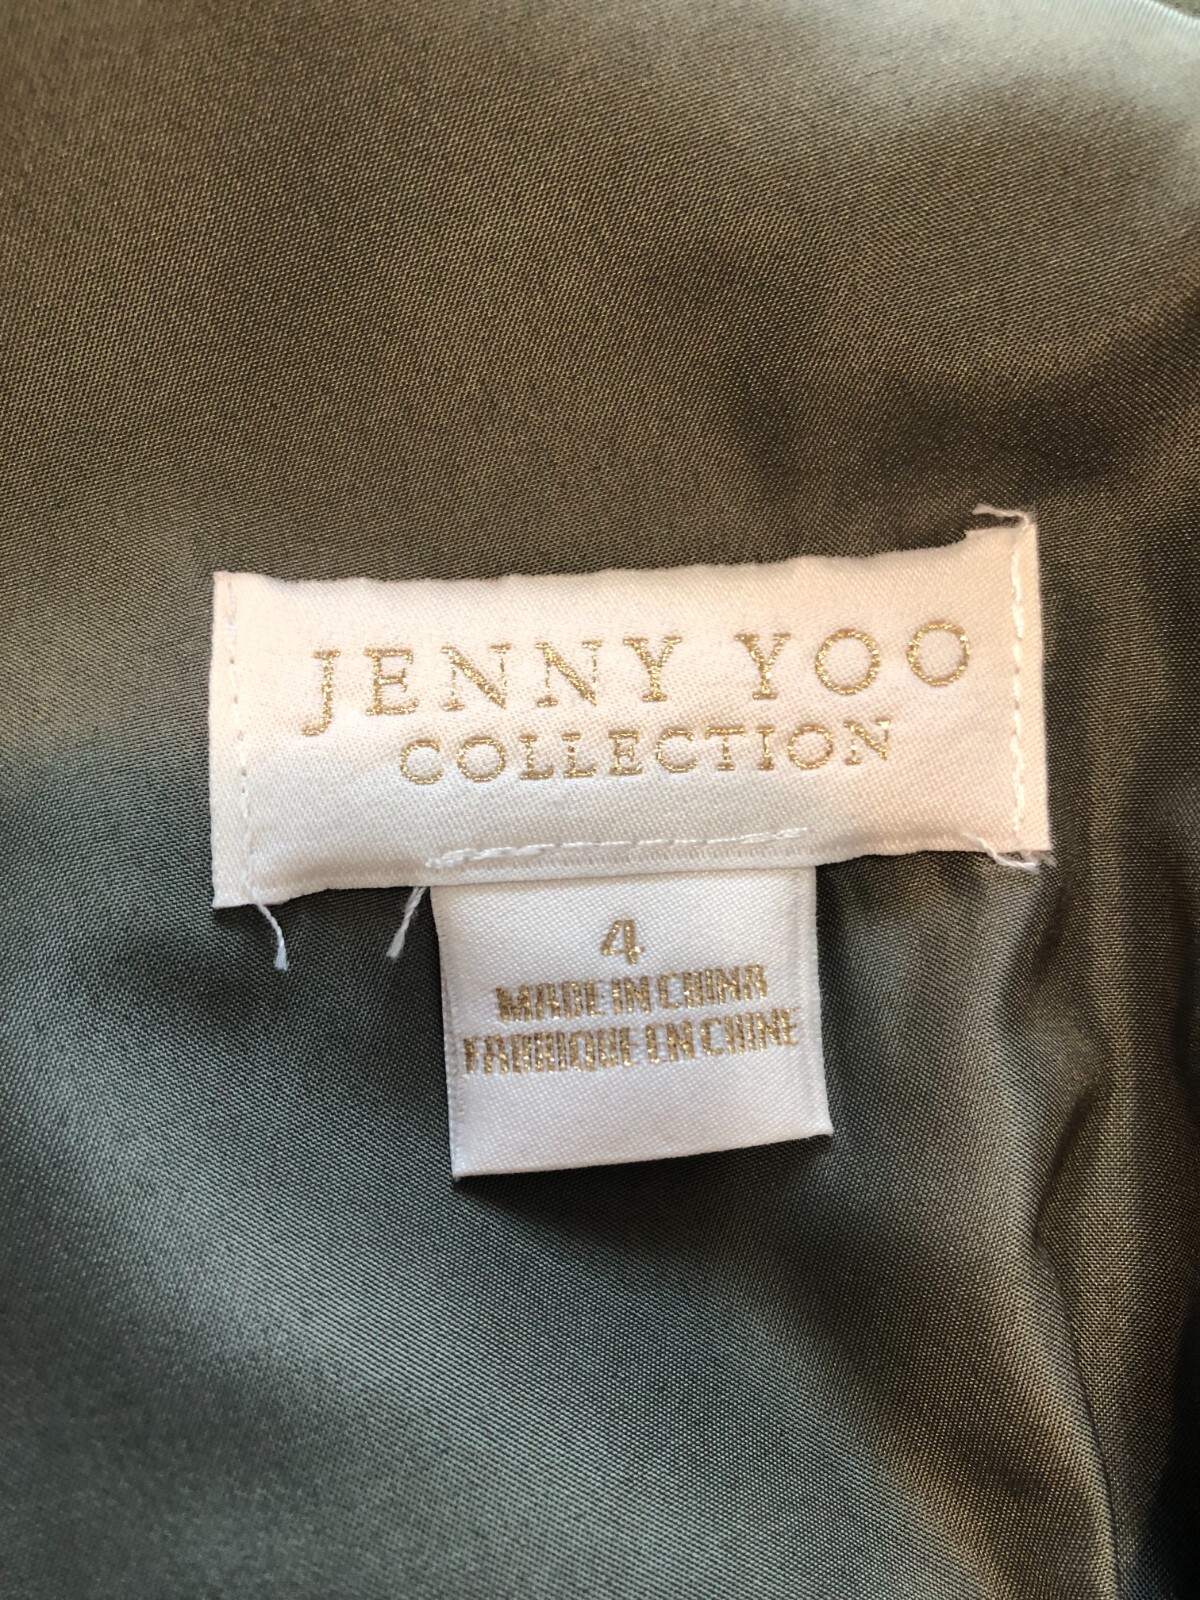 JENNY YOO
COLLECTION
4
MADE IN CHINA
FABRIQUE EN CHINE